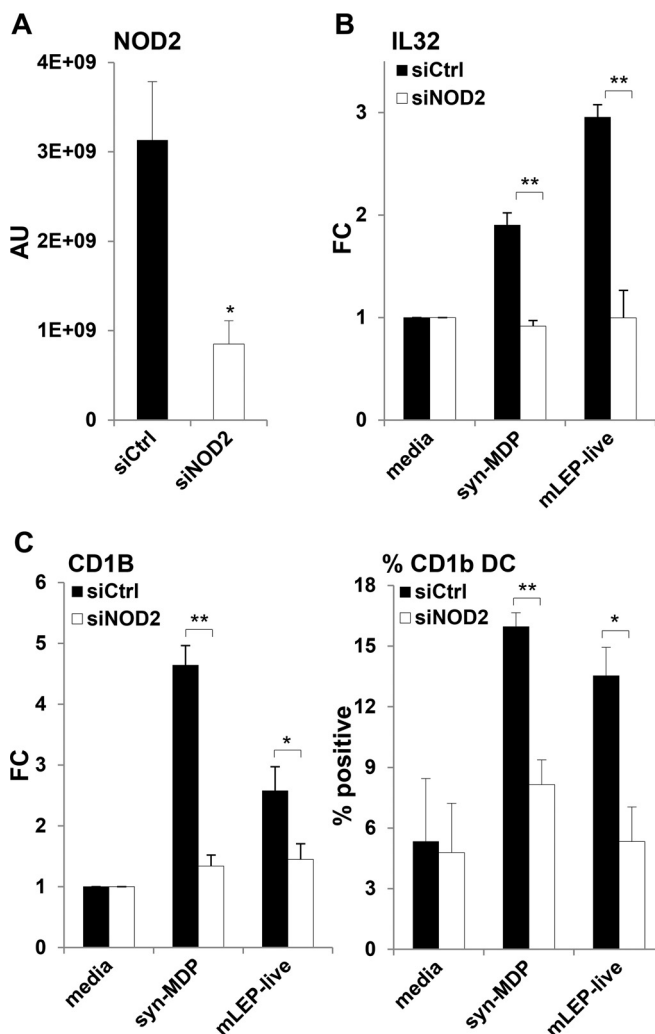 A
NOD2
4E+09
3E+09
2E+09
1E+09
0
AU
*
siCtrl
siNOD2
B
IL32
siCtrl
siNOD2
3
2
1
0
FC
**
**
media
syn-MDP
mLEP-live
C
CD1B
siCtrl
siNOD2
6
5
4
3
2
1
0
FC
**
*
media
syn-MDP
mLEP-live
% CD1b DC
siCtrl
siNOD2
18
15
12
9
6
3
0
% positive
**
*
media
syn-MDP
mLEP-live